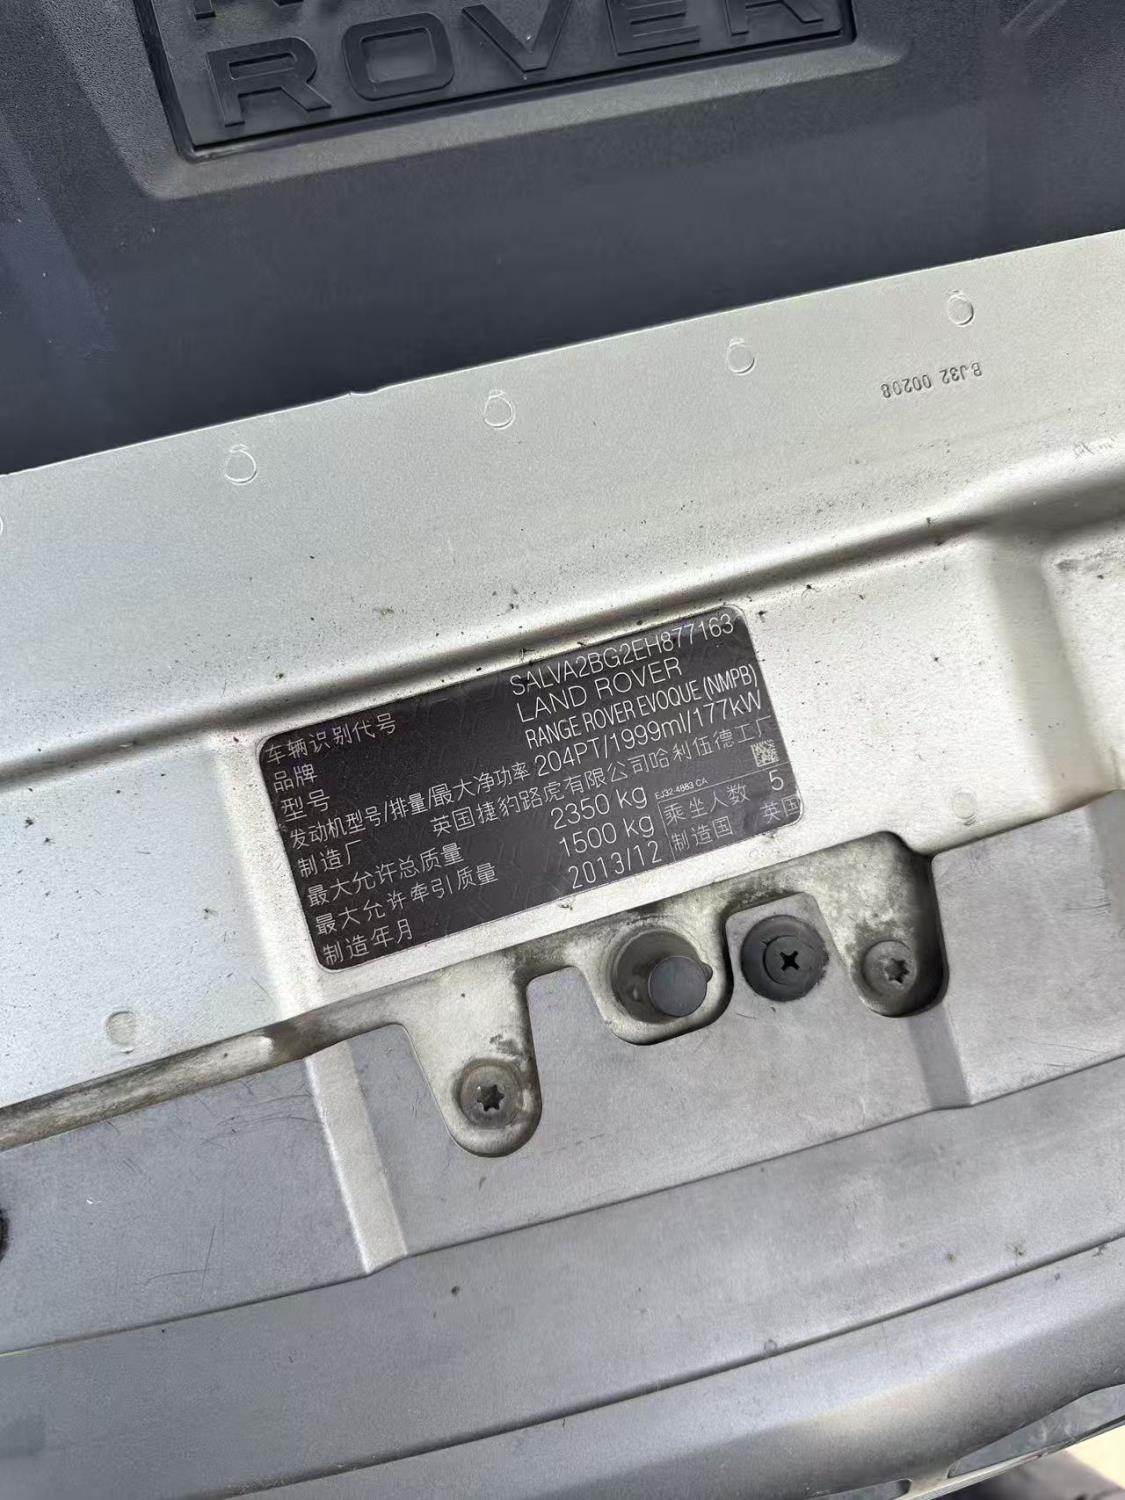 ROVER
BJ32 00208
车辆识别代号 SALVA2BG2EH877163
品牌 LAND ROVER
型号 RANGE ROVER EVOQUE (NMPB)
发动机型号/排量/最大净功率 204PT/1999ml/177kW
制造厂 英国捷豹路虎有限公司哈利伍德工厂
最大允许总质量 2350 kg EJ32-4883 CA
最大允许牵引质量 1500 kg 乘坐人数 5
制造年月 2013/12 制造国 英国